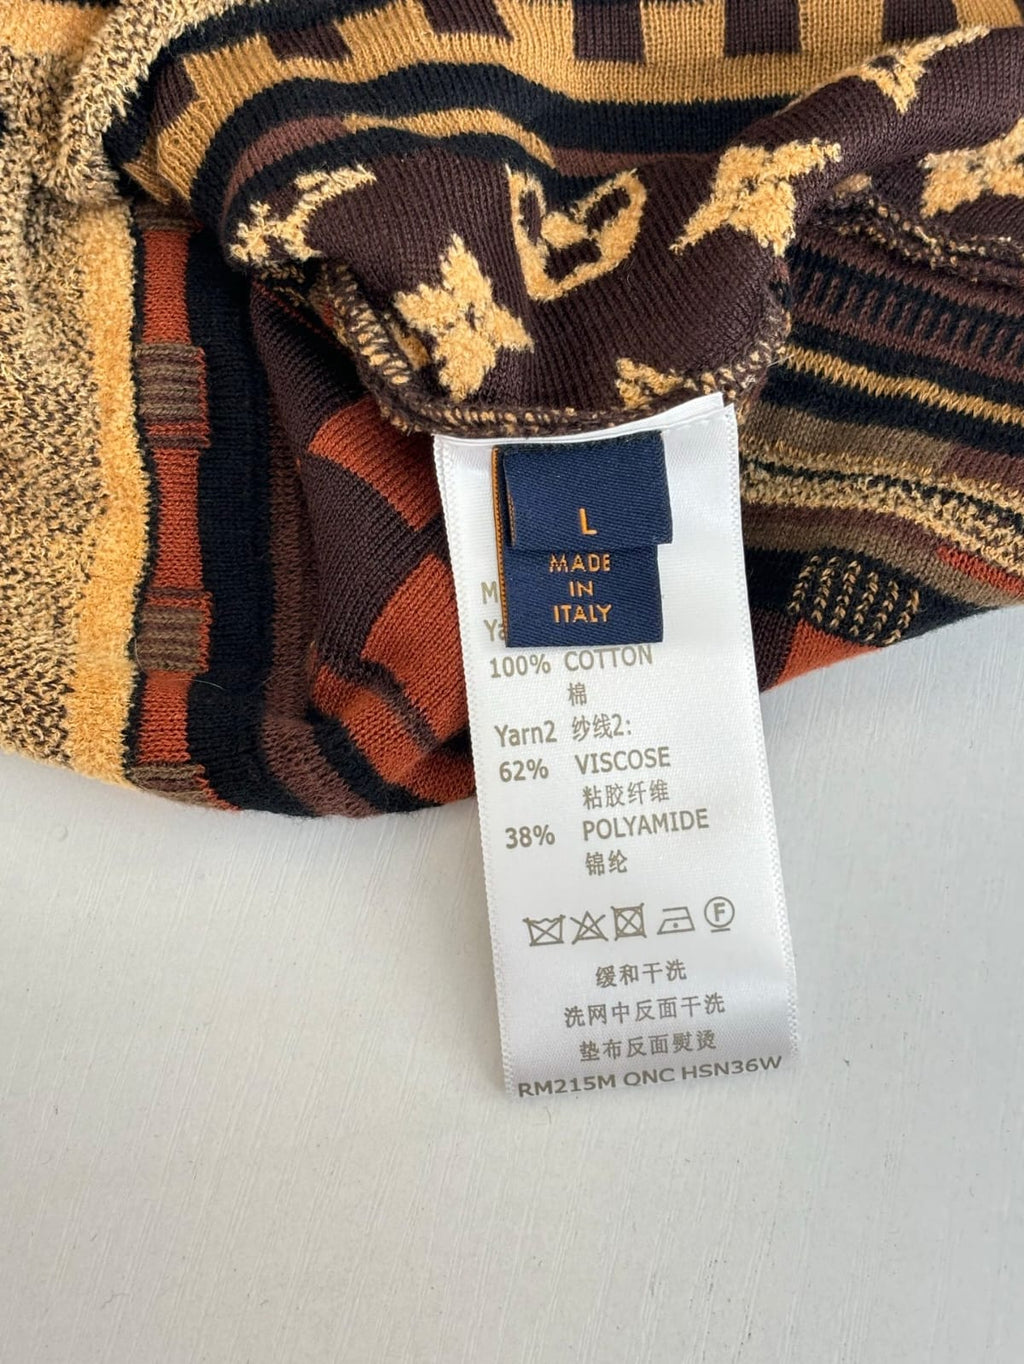 L
MADE
IN
ITALY
100% COTTON
棉
Yarn2 纱线2:
62% VISCOSE
粘胶纤维
38% POLYAMIDE
锦纶
F
缓和干洗
洗网中反面干洗
垫布反面熨烫
RM215M QNC HSN36W